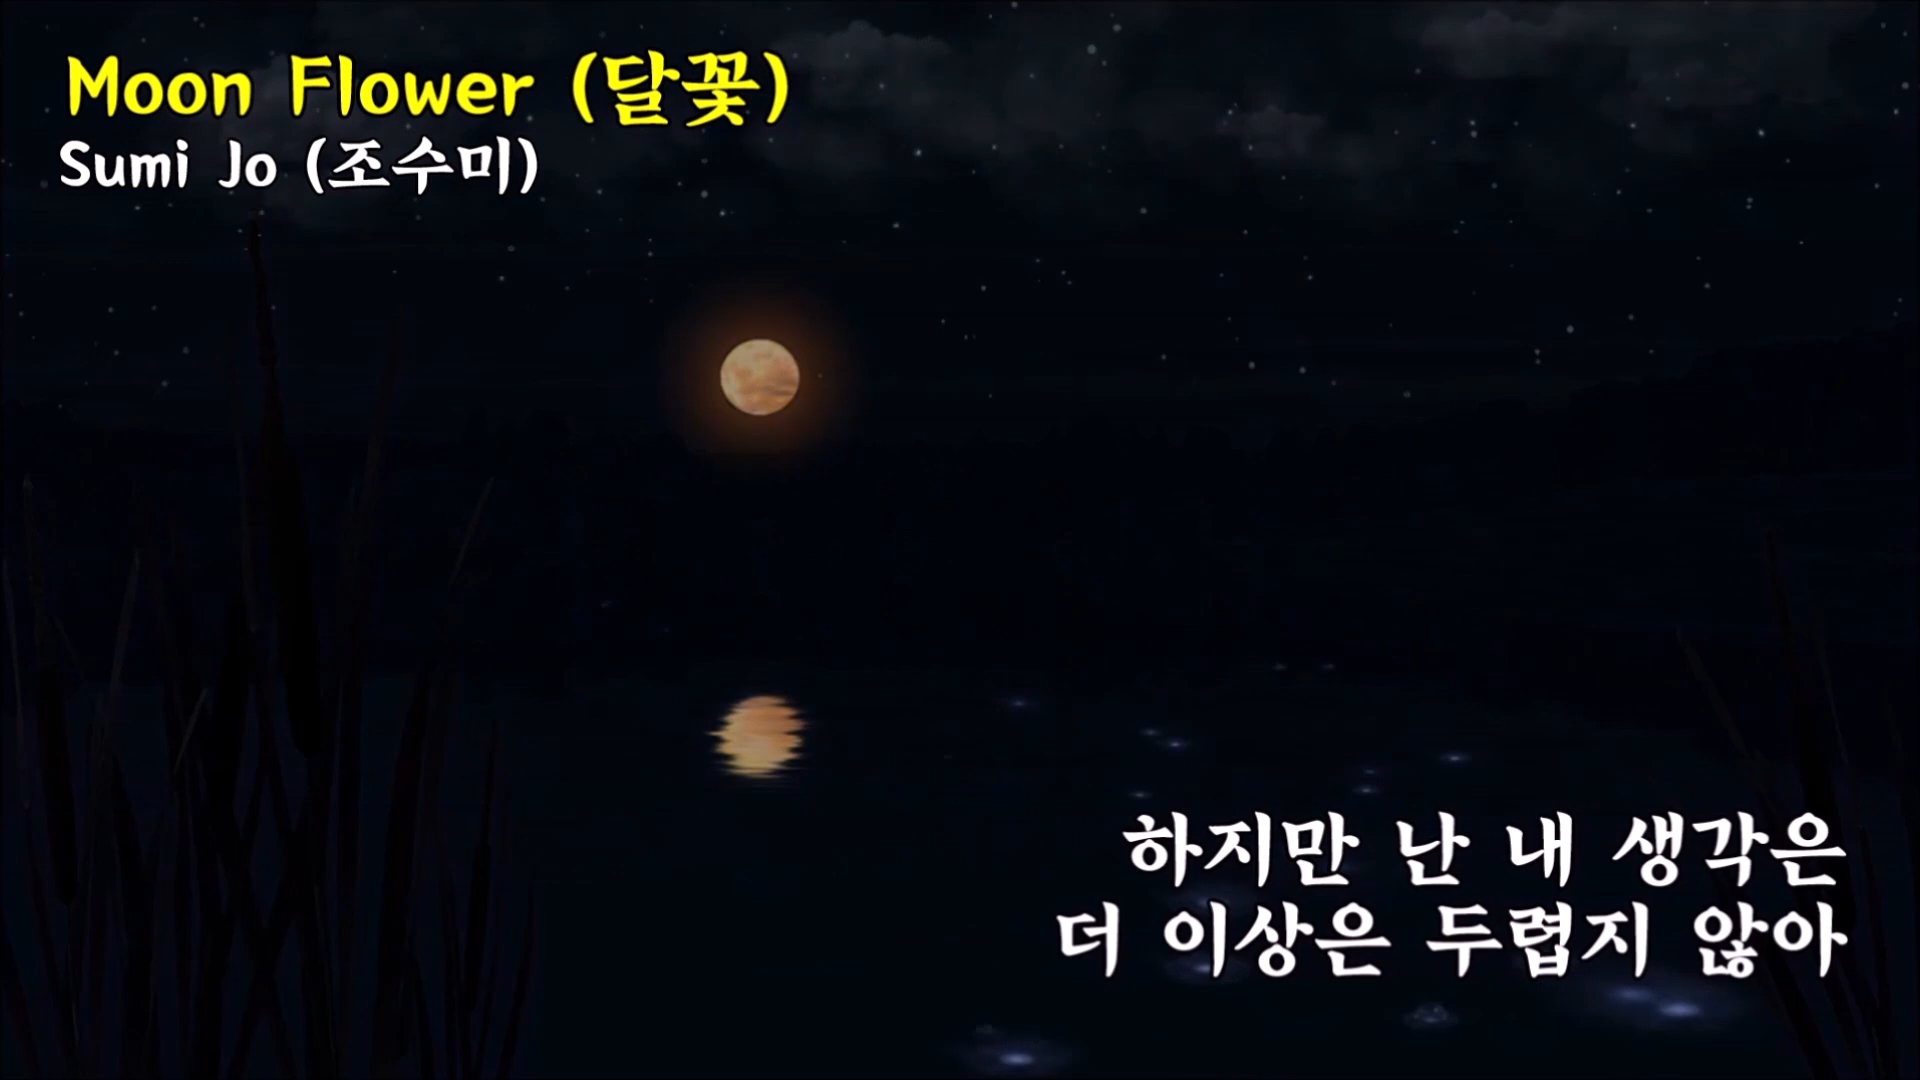 Moon Flower (달꽃)
Sumi Jo (조수미)
하지만 난 내 생각은
더 이상은 두렵지 않아